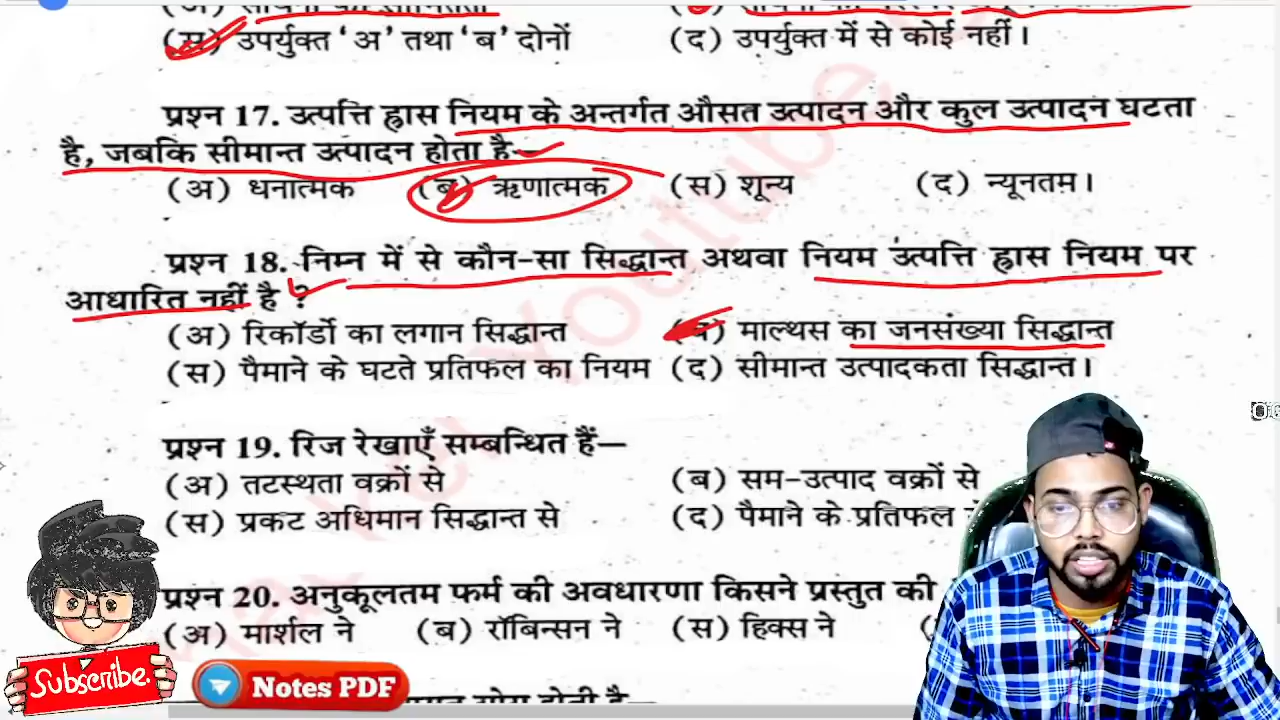 (स) उपर्युक्त 'अ' तथा 'ब' दोनों (द) उपर्युक्त में से कोई नहीं।
प्रश्न 17. उत्पत्ति ह्रास नियम के अन्तर्गत औसत उत्पादन और कुल उत्पादन घटता
है, जबकि सीमान्त उत्पादन होता है—
(अ) धनात्मक (ब) ऋणात्मक (स) शून्य (द) न्यूनतम।
प्रश्न 18. निम्न में से कौन-सा सिद्धान्त अथवा नियम उत्पत्ति ह्रास नियम पर
आधारित नहीं है ?
(अ) रिकॉर्डो का लगान सिद्धान्त (ब) माल्थस का जनसंख्या सिद्धान्त
(स) पैमाने के घटते प्रतिफल का नियम (द) सीमान्त उत्पादकता सिद्धान्त।
प्रश्न 19. रिज रेखाएँ सम्बन्धित हैं—
(अ) तटस्थता वक्रों से (ब) सम-उत्पाद वक्रों से
(स) प्रकट अधिमान सिद्धान्त से (द) पैमाने के प्रतिफल
प्रश्न 20. अनुकूलतम फर्म की अवधारणा किसने प्रस्तुत की
(अ) मार्शल ने (ब) रॉबिन्सन ने (स) हिक्स ने
Subscribe.
Notes PDF